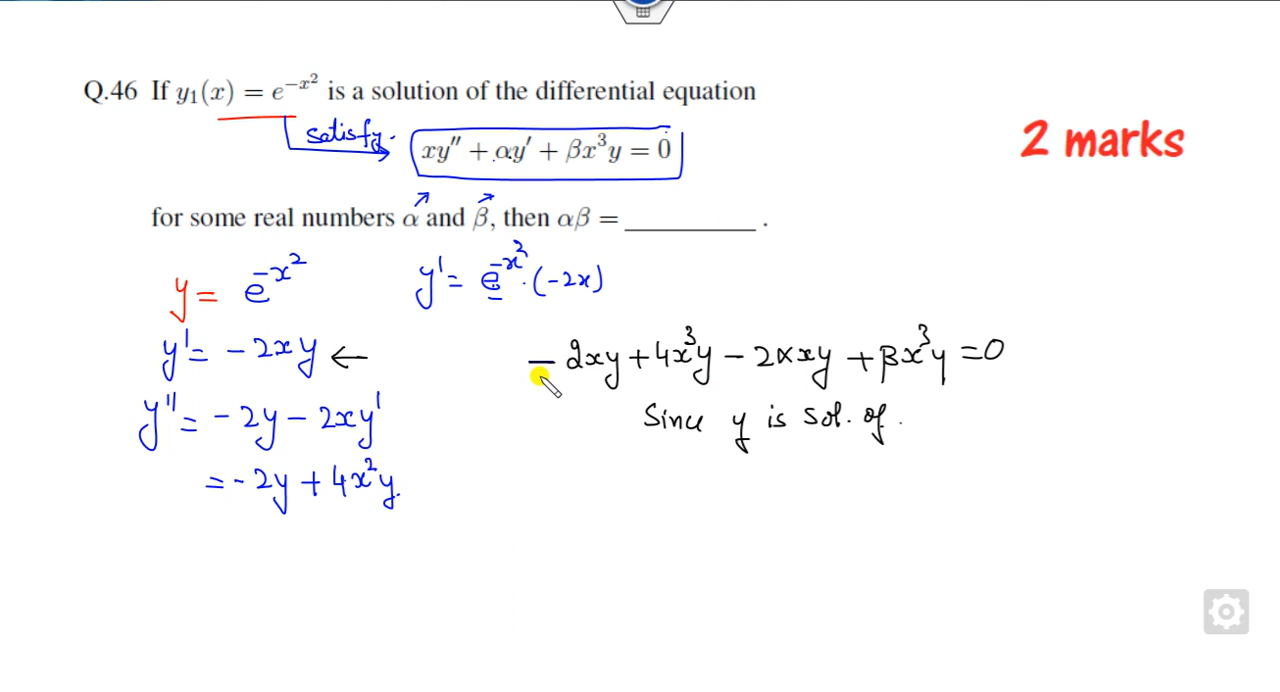 Q.46 If y₁(x) = e^{−x²} is a solution of the differential equation
satisfy.
xy″ + αy′ + βx³y = 0
2 marks
for some real numbers α and β, then αβ = __________ .
y = e^{-x²} y' = e^{-x²}·(-2x)
y' = -2xy ← - 2xy + 4x³y - 2αxy + βx³y = 0
y" = -2y - 2xy' Since y is sol. of .
= -2y + 4x²y.